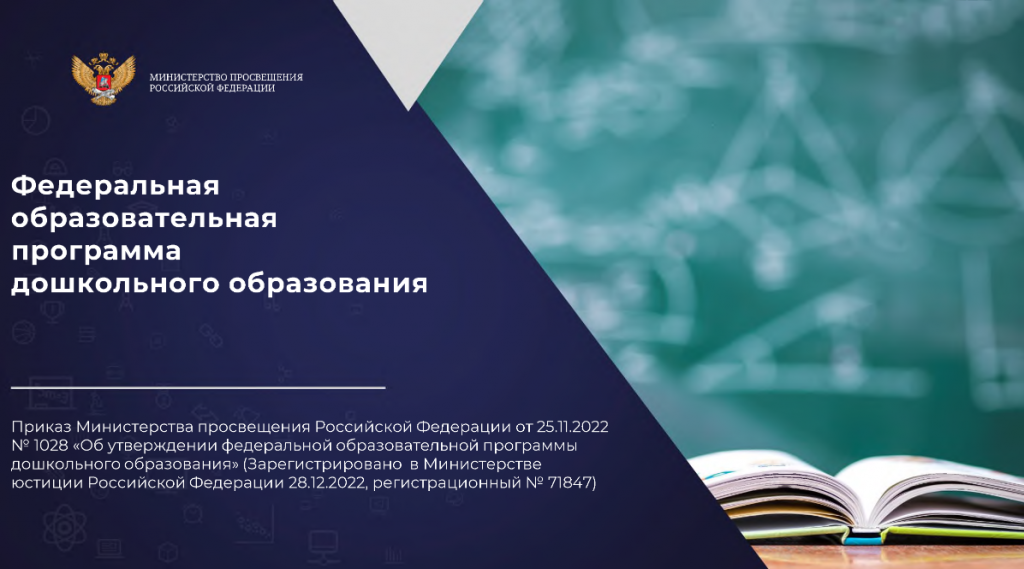 МИНИСТЕРСТВО ПРОСВЕЩЕНИЯ
РОССИЙСКОЙ ФЕДЕРАЦИИ
Федеральная
образовательная
программа
дошкольного образования
Приказ Министерства просвещения Российской Федерации от 25.11.2022
№ 1028 «Об утверждении федеральной образовательной программы
дошкольного образования» (Зарегистрировано в Министерстве
юстиции Российской Федерации 28.12.2022, регистрационный № 71847)